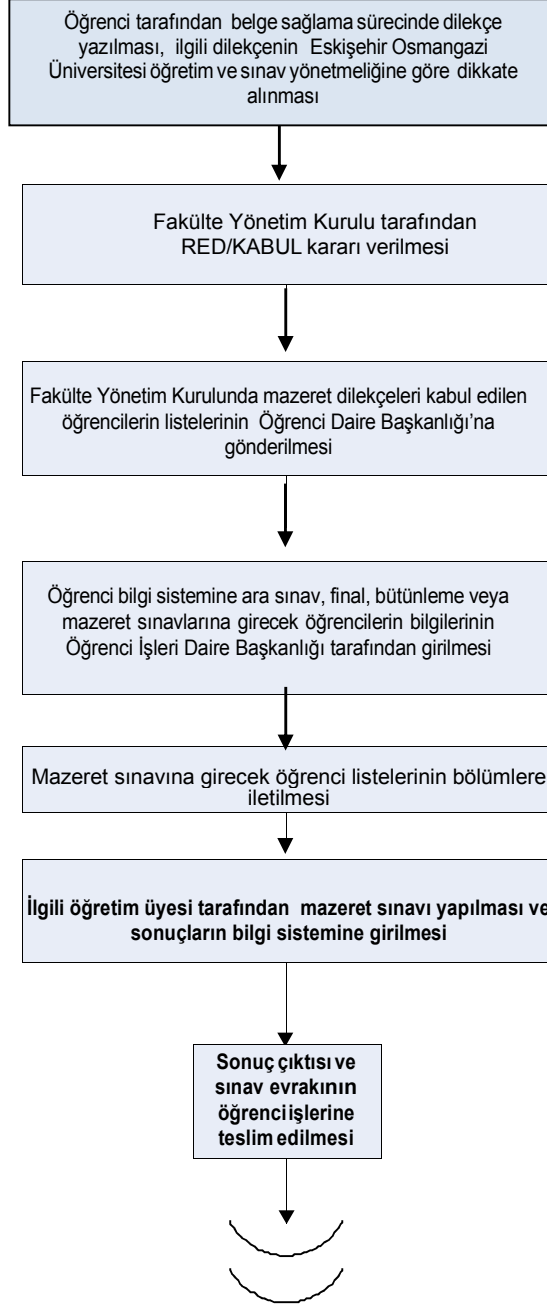 Öğrenci tarafından belge sağlama sürecinde dilekçe
yazılması, ilgili dilekçenin Eskişehir Osmangazi
Üniversitesi öğretim ve sınav yönetmeliğine göre dikkate
alınması
Fakülte Yönetim Kurulu tarafından
RED/KABUL kararı verilmesi
Fakülte Yönetim Kurulunda mazeret dilekçeleri kabul edilen
öğrencilerin listelerinin Öğrenci Daire Başkanlığı’na
gönderilmesi
Öğrenci bilgi sistemine ara sınav, final, bütünleme veya
mazeret sınavlarına girecek öğrencilerin bilgilerinin
Öğrenci İşleri Daire Başkanlığı tarafından girilmesi
Mazeret sınavına girecek öğrenci listelerinin bölümlere
iletilmesi
İlgili öğretim üyesi tarafından mazeret sınavı yapılması ve
sonuçların bilgi sistemine girilmesi
Sonuç çıktısı ve
sınav evrakının
öğrenci işlerine
teslim edilmesi